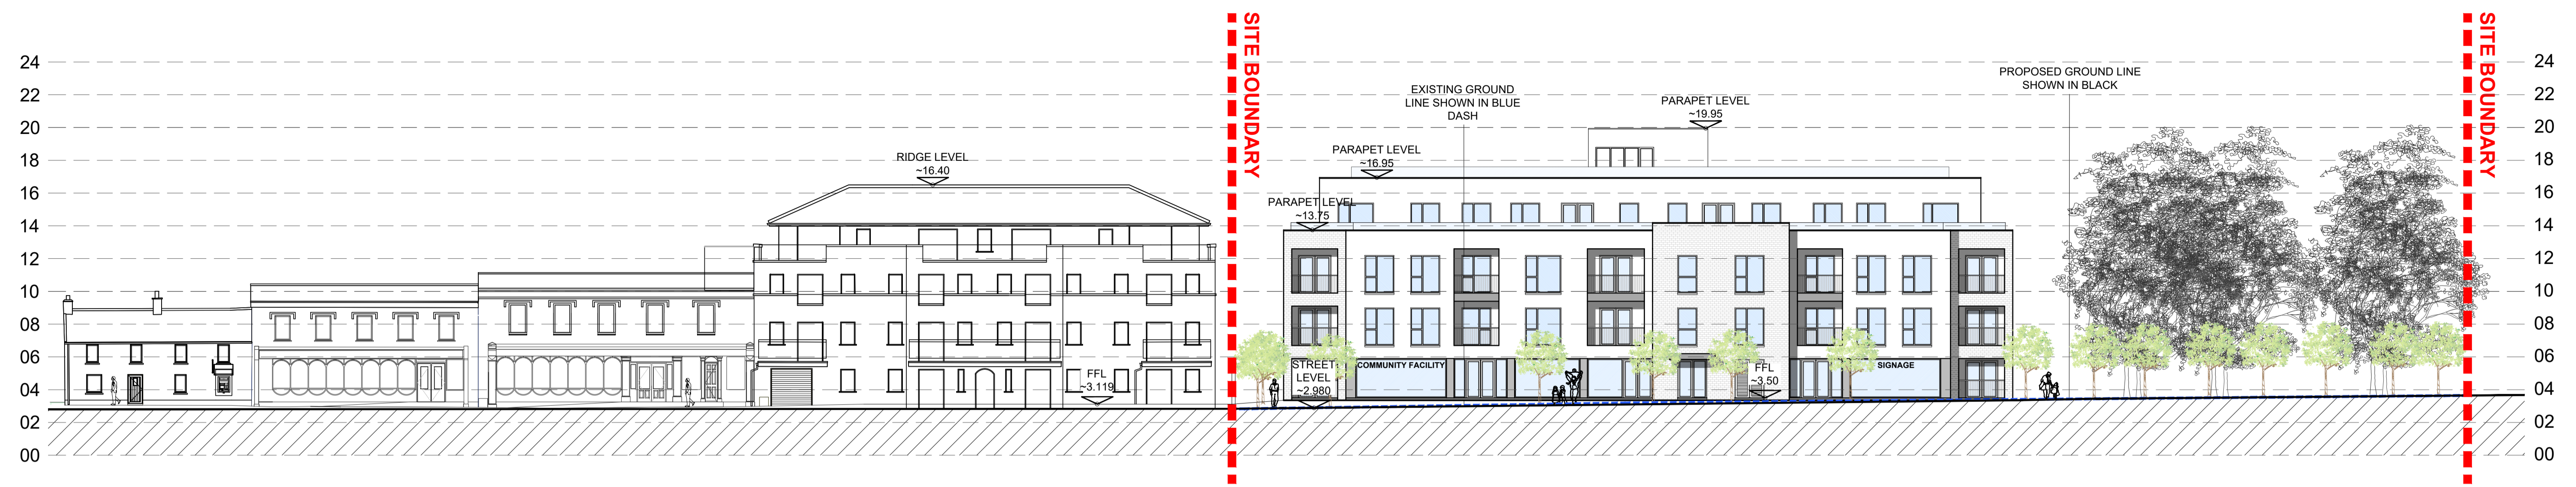 24
22
20
18
16
14
12
10
08
06
04
02
00
RIDGE LEVEL
~16.40
FFL
~3.119
SITE BOUNDARY
PARAPET LEVEL
~13.75
PARAPET LEVEL
~16.95
EXISTING GROUND
LINE SHOWN IN BLUE
DASH
PARAPET LEVEL
~19.95
STREET
LEVEL
~2.980
COMMUNITY FACILITY
FFL
~3.50
SIGNAGE
PROPOSED GROUND LINE
SHOWN IN BLACK
SITE BOUNDARY
24
22
20
18
16
14
12
10
08
06
04
02
00